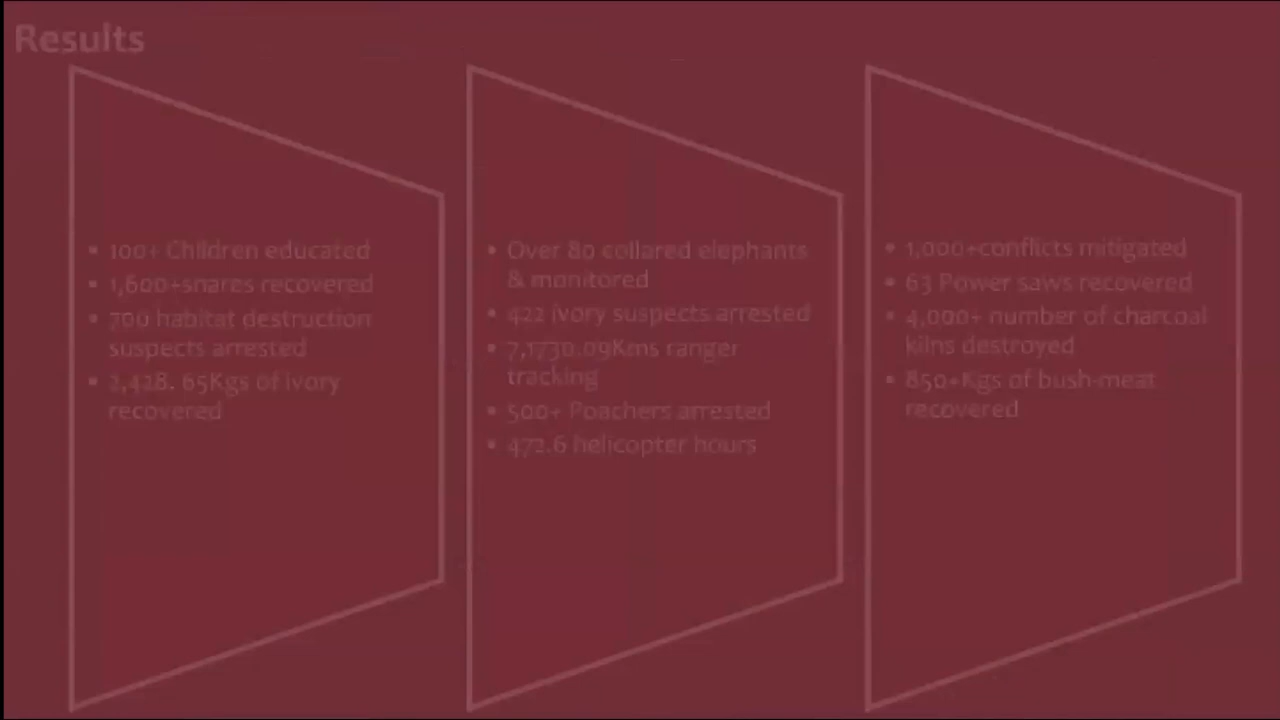 Results
• 100+ Children educated
• 1,600+snares recovered
• 700 habitat destruction
suspects arrested
• 2,428. 65Kgs of ivory
recovered
• Over 80 collared elephants
& monitored
• 422 ivory suspects arrested
• 7,1730.09Kms ranger
tracking
• 500+ Poachers arrested
• 472.6 helicopter hours
• 1,000+conflicts mitigated
• 63 Power saws recovered
• 4,000+ number of charcoal
kilns destroyed
• 850+Kgs of bush-meat
recovered